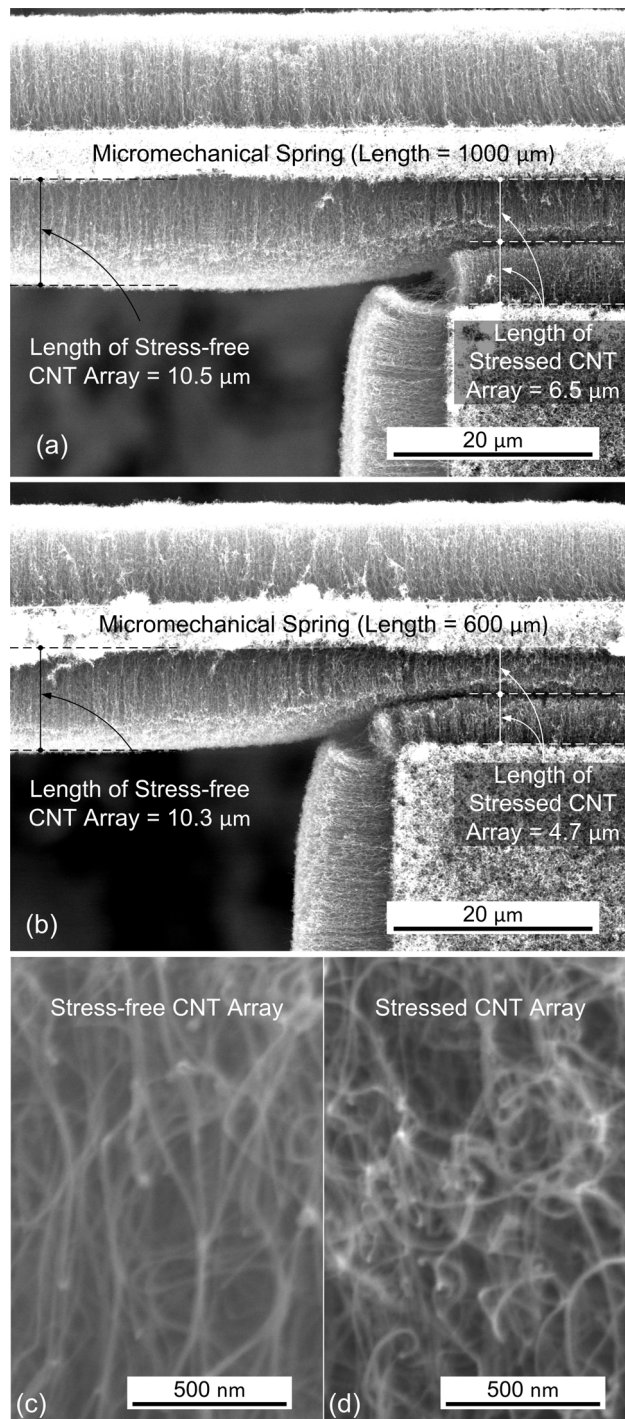 Micromechanical Spring (Length = 1000 μm)
Length of Stress-free
CNT Array = 10.5 μm
Length of
Stressed CNT
Array = 6.5 μm
(a)
20 μm
Micromechanical Spring (Length = 600 μm)
Length of Stress-free
CNT Array = 10.3 μm
Length of
Stressed CNT
Array = 4.7 μm
(b)
20 μm
Stress-free CNT Array
Stressed CNT Array
(c)
500 nm
(d)
500 nm